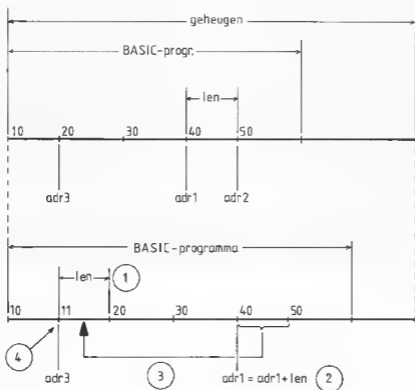 geheugen
BASIC-progr.
len
10 20 30 40 50
adr3 adr1 adr2
BASIC-programma
len 1
10 11 20 30 40 50
4 3
adr3 adr1 = adr1+len 2